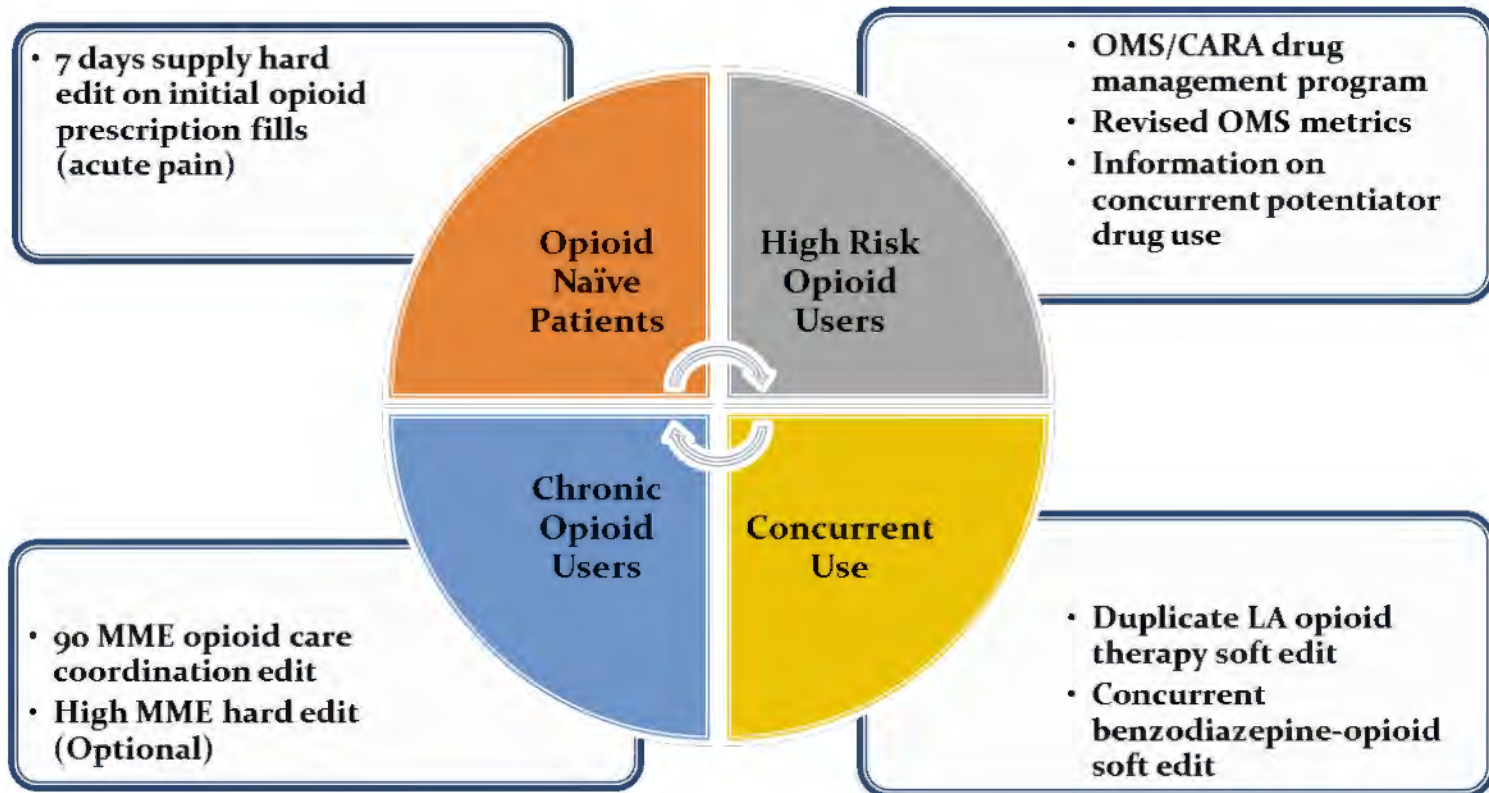 • 7 days supply hard
edit on initial opioid
prescription fills
(acute pain)
• OMS/CARA drug
management program
• Revised OMS metrics
• Information on
concurrent potentiator
drug use
Opioid
Naïve
Patients
High Risk
Opioid
Users
Chronic
Opioid
Users
Concurrent
Use
• 90 MME opioid care
coordination edit
• High MME hard edit
(Optional)
• Duplicate LA opioid
therapy soft edit
• Concurrent
benzodiazepine-opioid
soft edit